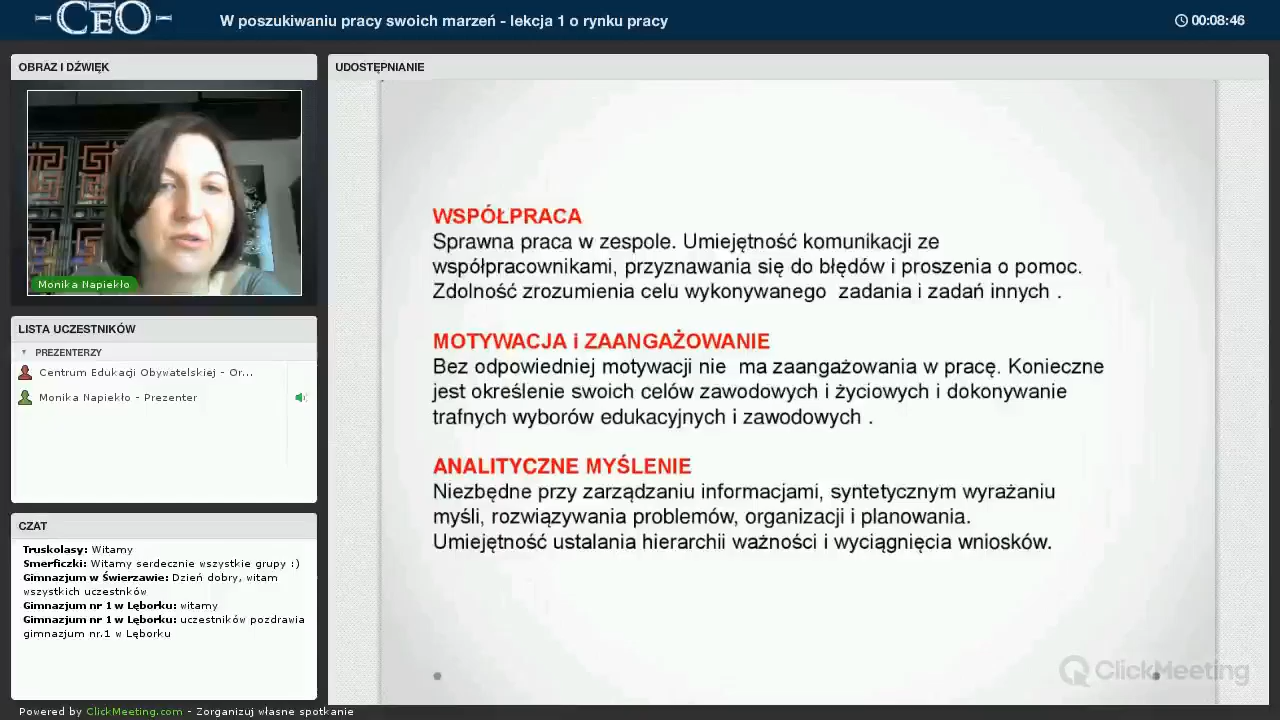 CEO
W poszukiwaniu pracy swoich marzeń - lekcja 1 o rynku pracy
00:08:46
OBRAZ I DŹWIĘK
Monika Napiekło
LISTA UCZESTNIKÓW
PREZENTERZY
Centrum Edukacji Obywatelskiej - Or...
Monika Napiekło - Prezenter
CZAT
Truskolasy: Witamy
Smerficzki: Witamy serdecznie wszystkie grupy :)
Gimnazjum w Świerzawie: Dzień dobry, witam
wszystkich uczestnków
Gimnazjum nr 1 w Lęborku: witamy
Gimnazjum nr 1 w Lęborku: uczestników pozdrawia
gimnazjum nr.1 w Lęborku
UDOSTĘPNIANIE
WSPÓŁPRACA
Sprawna praca w zespole. Umiejętność komunikacji ze
współpracownikami, przyznawania się do błędów i proszenia o pomoc.
Zdolność zrozumienia celu wykonywanego zadania i zadań innych .
MOTYWACJA i ZAANGAŻOWANIE
Bez odpowiedniej motywacji nie ma zaangażowania w pracę. Konieczne
jest określenie swoich celów zawodowych i życiowych i dokonywanie
trafnych wyborów edukacyjnych i zawodowych .
ANALITYCZNE MYŚLENIE
Niezbędne przy zarządzaniu informacjami, syntetycznym wyrażaniu
myśli, rozwiązywania problemów, organizacji i planowania.
Umiejętność ustalania hierarchii ważności i wyciągnięcia wniosków.
ClickMeeting
Powered by ClickMeeting.com - Zorganizuj własne spotkanie